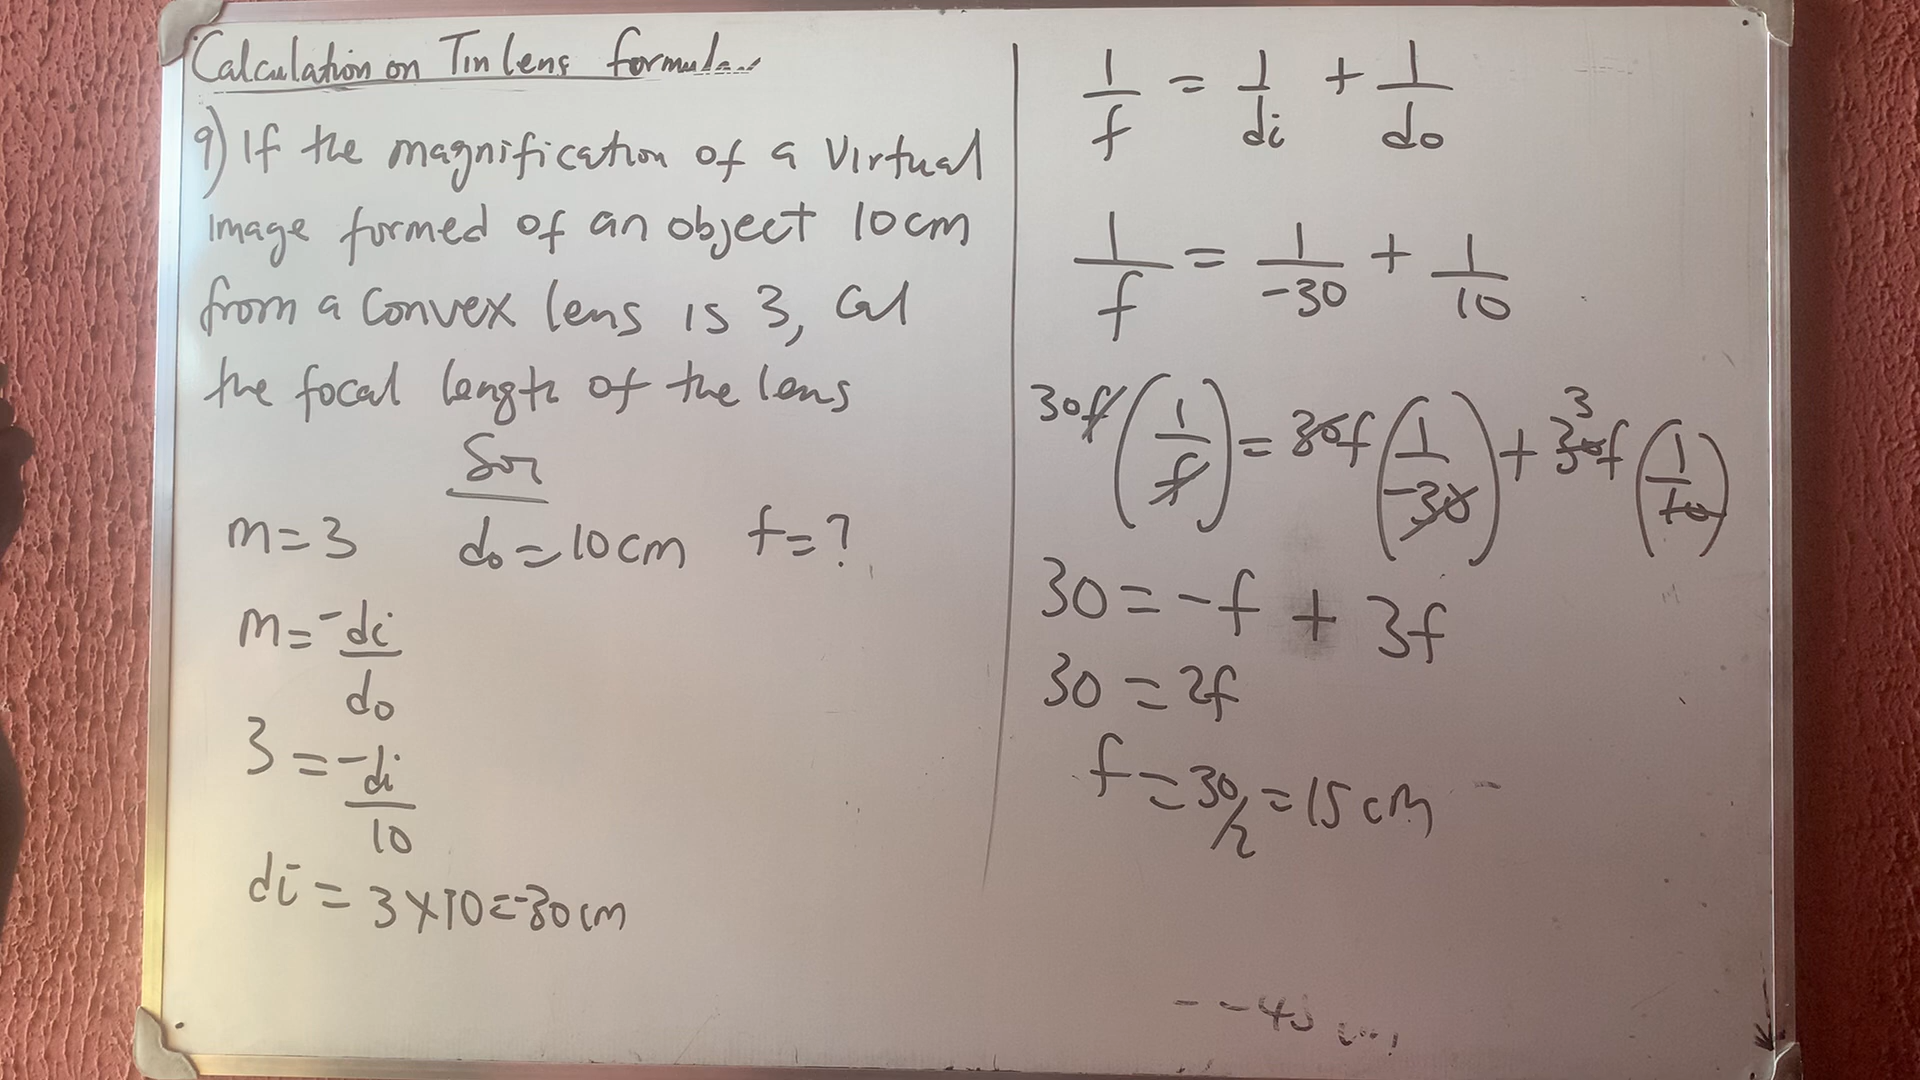 Calculation on Tin lens formula
9) If the magnification of a virtual
image formed of an object 10cm
from a convex lens is 3, cal
the focal length of the lens
Son
m=3 do=10cm f=?
m=-di/do
3=-di/10
di = 3x10=-30cm
1/f = 1/di + 1/do
1/f = 1/-30 + 1/10
30f(1/f) = 30f(1/-30) + 30f(1/10)
3
30 = -f + 3f
30 = 2f
f = 30/2 = 15cm